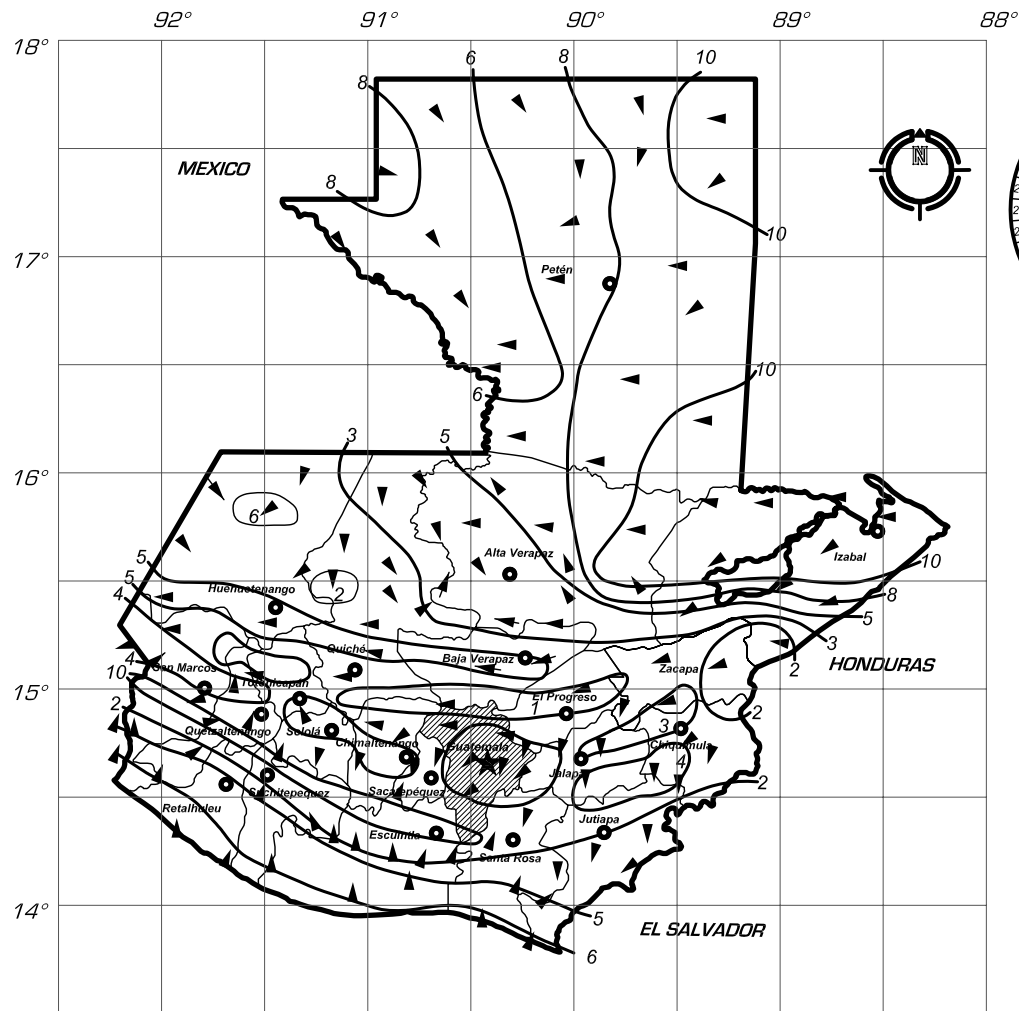 92° 91° 90° 89° 88°
18°
6 8 10
8
MEXICO
N
8
10
17°
Petén
10
6
3 5
16°
6
Izabal
Alta Verapaz
5
10
5
Huehuetenango
2
8
4
5
Quiché
3
4
San Marcos
Baja Verapaz
Zacapa
2
HONDURAS
10
Totonicapan
El Progreso
15°
2
1
2
Quetzaltenango
Sololá
6
3
Chimaltenango
Guatemala
Chiquimula
4
Jalapa
2
Suchitepequez
Sacatepéquez
Retalhuleu
Jutiapa
Escuintla
Santa Rosa
14°
5
EL SALVADOR
6